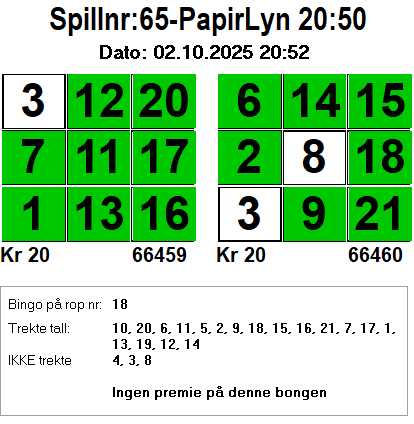 Spillnr:65-PapirLyn 20:50
Dato: 02.10.2025 20:52
3 12 20 6 14 15
7 11 17 2 8 18
1 13 16 3 9 21
Kr 20 66459 Kr 20 66460
Bingo på rop nr: 18
Trekte tall: 10, 20, 6, 11, 5, 2, 9, 18, 15, 16, 21, 7, 17, 1,
13, 19, 12, 14
IKKE trekte 4, 3, 8
Ingen premie på denne bongen